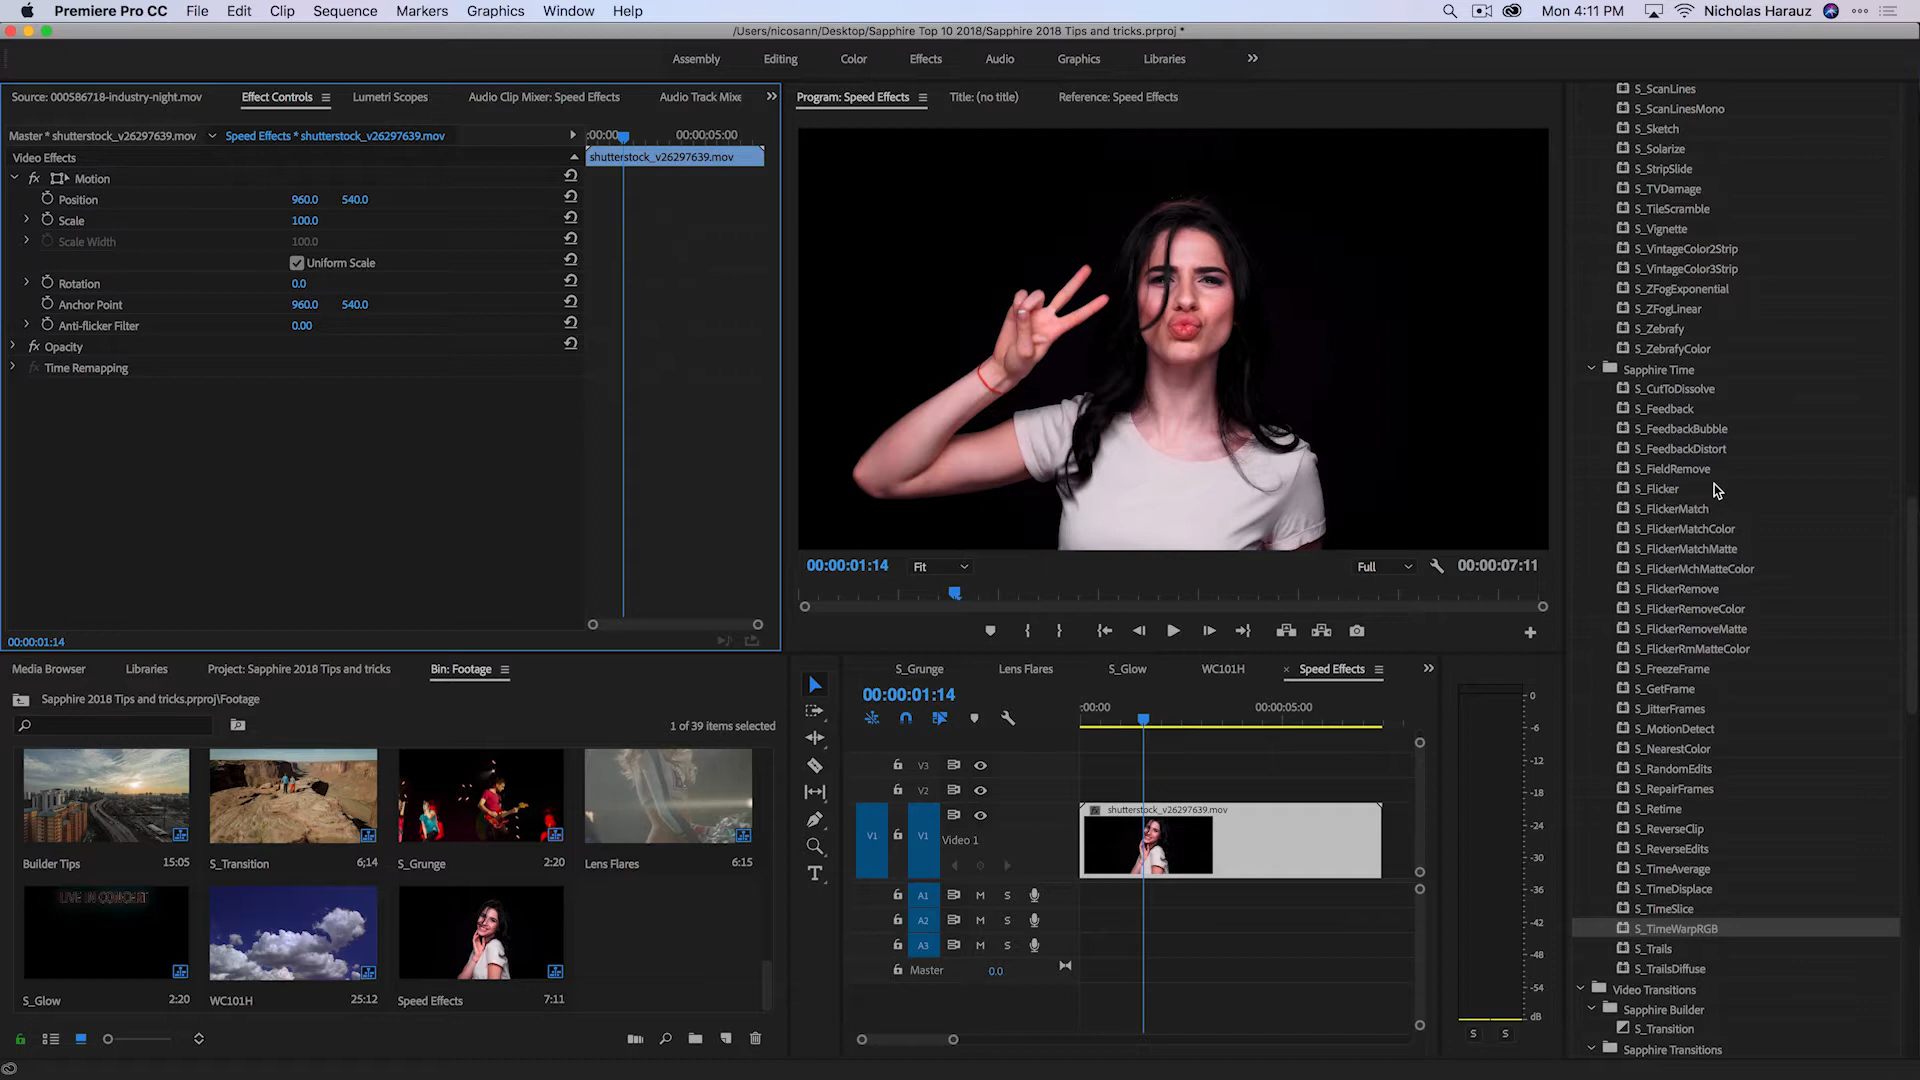 Premiere Pro CC File Edit Clip Sequence Markers Graphics Window Help Mon 4:11 PM Nicholas Harauz
/Users/nicosann/Desktop/Sapphire Top 10 2018/Sapphire 2018 Tips and tricks.prproj *
Assembly Editing Color Effects Audio Graphics Libraries
Source: 000586718-industry-night.mov Effect Controls Lumetri Scopes Audio Clip Mixer: Speed Effects Audio Track Mixe
Master * shutterstock_v26297639.mov Speed Effects * shutterstock_v26297639.mov :00:00 00:00:05:00
Video Effects shutterstock_v26297639.mov
fx Motion
Position 960.0 540.0
Scale 100.0
Scale Width 100.0
Uniform Scale
Rotation 0.0
Anchor Point 960.0 540.0
Anti-flicker Filter 0.00
fx Opacity
fx Time Remapping
00:00:01:14
Program: Speed Effects Title: (no title) Reference: Speed Effects
00:00:01:14 Fit Full 00:00:07:11
S_ScanLines
S_ScanLinesMono
S_Sketch
S_Solarize
S_StripSlide
S_TVDamage
S_TileScramble
S_Vignette
S_VintageColor2Strip
S_VintageColor3Strip
S_ZFogExponential
S_ZFogLinear
S_Zebrafy
S_ZebrafyColor
Sapphire Time
S_CutToDissolve
S_Feedback
S_FeedbackBubble
S_FeedbackDistort
S_FieldRemove
S_Flicker
S_FlickerMatch
S_FlickerMatchColor
S_FlickerMatchMatte
S_FlickerMchMatteColor
S_FlickerRemove
S_FlickerRemoveColor
S_FlickerRemoveMatte
S_FlickerRmMatteColor
S_FreezeFrame
S_GetFrame
S_JitterFrames
S_MotionDetect
S_NearestColor
S_RandomEdits
S_RepairFrames
S_Retime
S_ReverseClip
S_ReverseEdits
S_TimeAverage
S_TimeDisplace
S_TimeSlice
S_TimeWarpRGB
S_Trails
S_TrailsDiffuse
Video Transitions
Sapphire Builder
S_Transition
Sapphire Transitions
Media Browser Libraries Project: Sapphire 2018 Tips and tricks Bin: Footage
Sapphire 2018 Tips and tricks.prproj\Footage
1 of 39 items selected
Builder Tips 15:05 S_Transition 6;14 S_Grunge 2:20 Lens Flares 6:15
LIVE IN CONCERT
S_Glow 2:20 WC101H 25:12 Speed Effects 7:11
S_Grunge Lens Flares S_Glow WC101H × Speed Effects
00:00:01:14
:00:00 00:00:05:00
V3
V2
V1 V1 shutterstock_v26297639.mov
Video 1
A1 M S
A2 M S
A3 M S
Master 0.0
0
-6
-12
-18
-24
-30
-36
-42
-48
-54
dB
S S